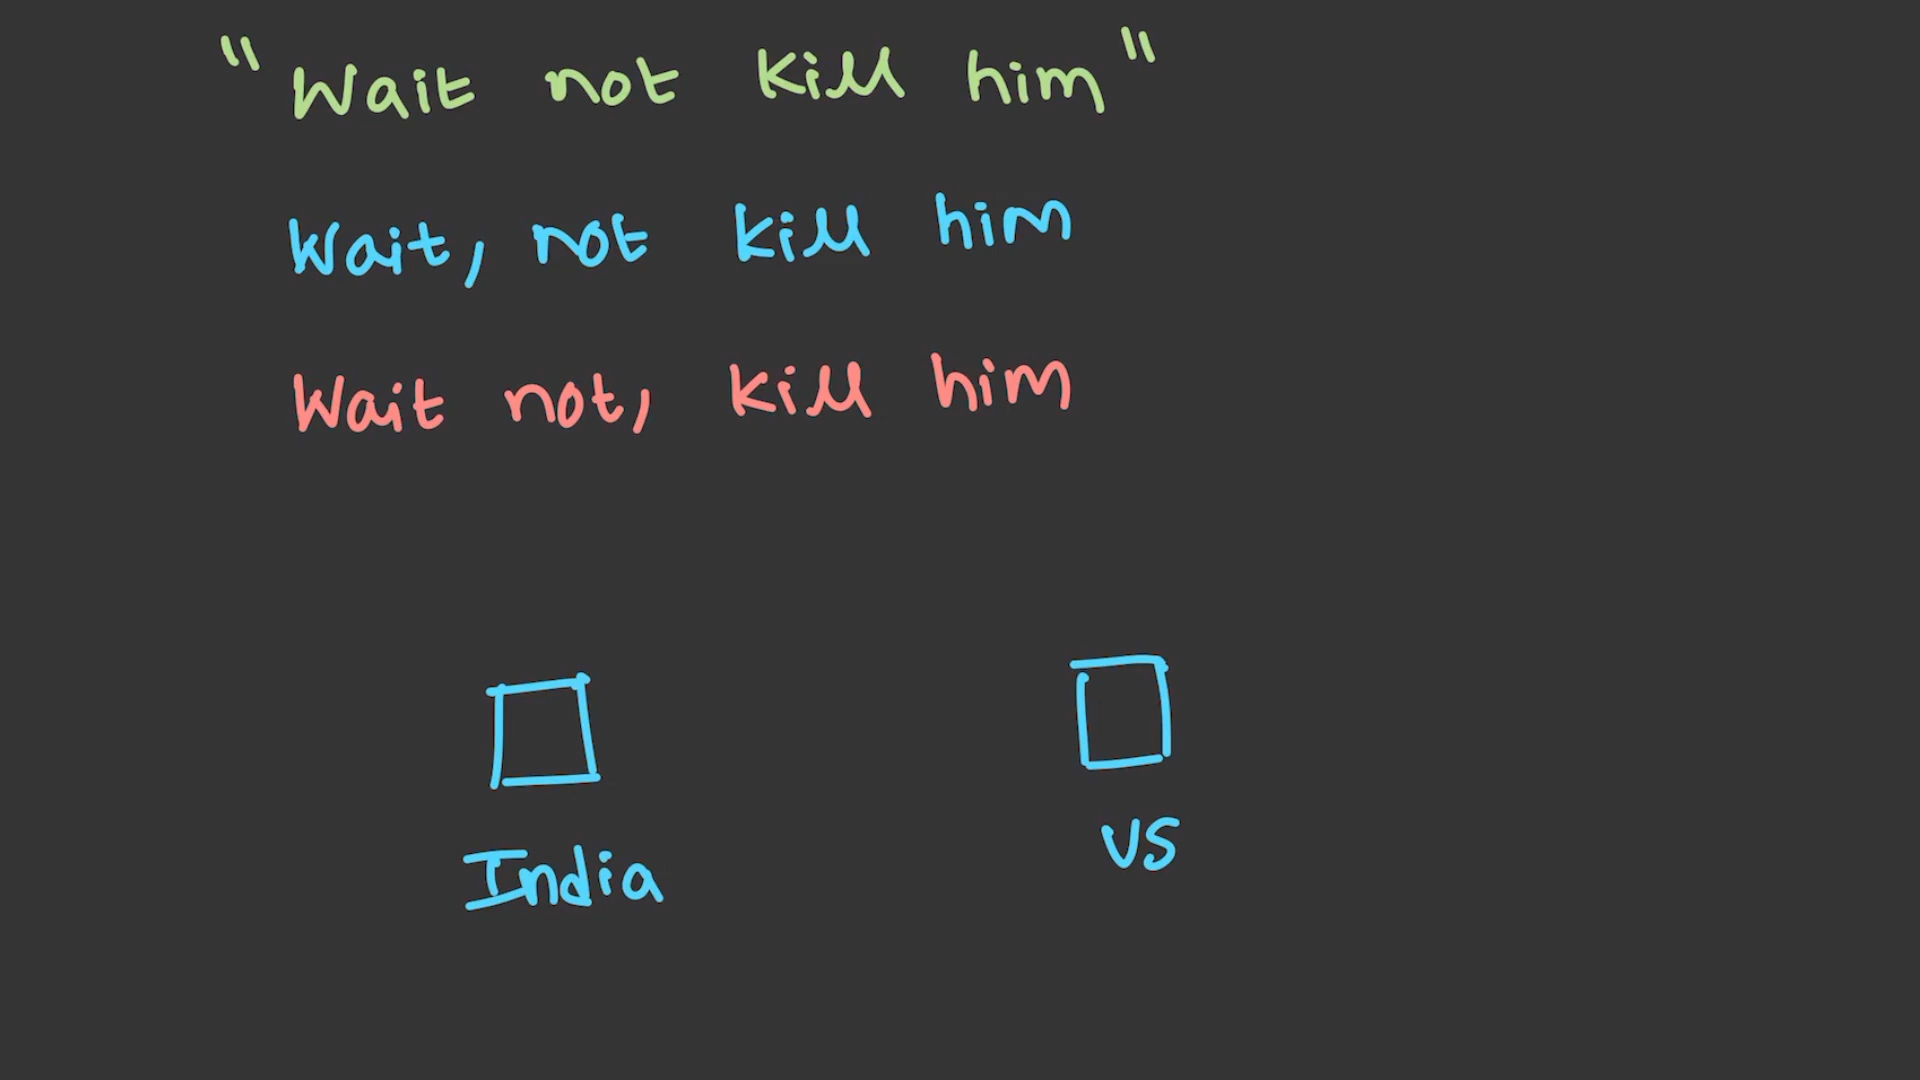 "Wait not kill him"
Wait, not kill him
Wait not, kill him
India US